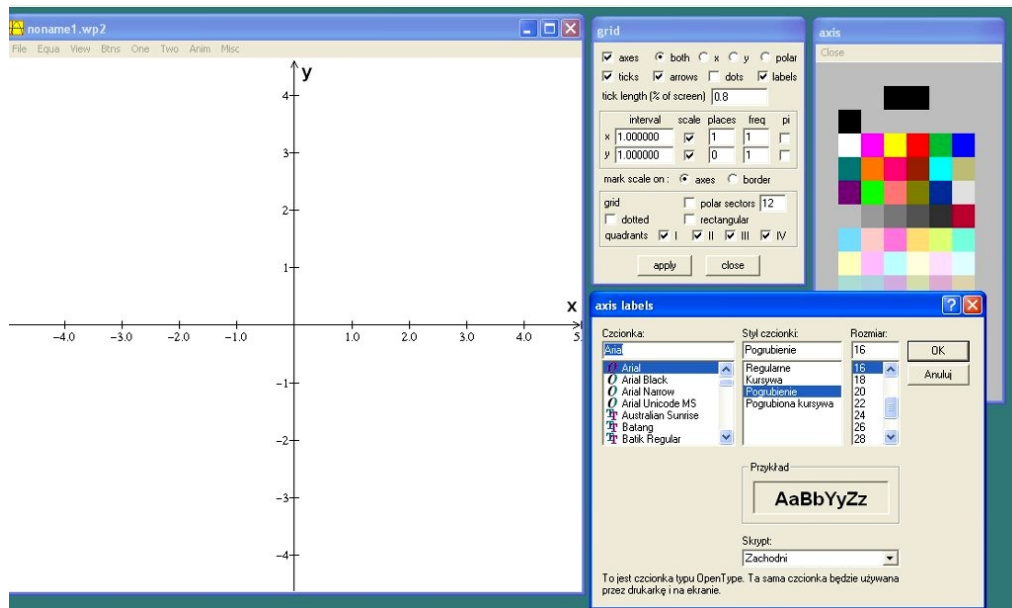 noname1.wp2
File Equa View Btns One Two Anim Misc
y
4
3
2
1
x
-4.0 -3.0 -2.0 -1.0 1.0 2.0 3.0 4.0 5.
-1
-2
-3
-4
grid
axes both x y polar
ticks arrows dots labels
tick length (% of screen) 0.8
interval scale places freq pi
x 1.000000 1 1
y 1.000000 0 1
mark scale on : axes border
grid polar sectors 12
dotted rectangular
quadrants I II III IV
apply close
axis
Close
axis labels
Czcionka: Styl czcionki: Rozmiar:
Arial Pogrubienie 16 OK
Arial Regularne 16 Anuluj
Arial Black Kursywa 18
Arial Narrow Pogrubienie 20
Arial Unicode MS Pogrubiona kursywa 22
Australian Sunrise 24
Batang 26
Batik Regular 28
Przykład
AaBbYyZz
Skrypt:
Zachodni
To jest czcionka typu OpenType. Ta sama czcionka będzie używana
przez drukarkę i na ekranie.